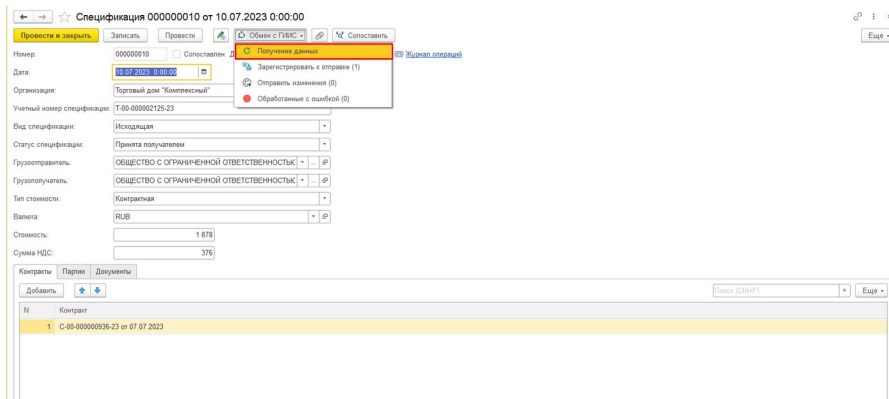 Спецификация 000000010 от 10.07.2023 0:00:00
Провести и закрыть Записать Провести Обмен с ГИИС Сопоставить Еще
Номер: 000000010 Сопоставлен Журнал операций
Получение данных
Зарегистрировать к отправке (1)
Дата: 10.07.2023 0:00:00
Отправить изменения (0)
Организация: Торговый дом "Комплексный"
Обработанные с ошибкой (0)
Учетный номер спецификации: Т-00-000002125-23
Вид спецификации: Исходящая
Статус спецификации: Принята получателем
Грузоотправитель: ОБЩЕСТВО С ОГРАНИЧЕННОЙ ОТВЕТСТВЕННОСТЬЮ
Грузополучатель: ОБЩЕСТВО С ОГРАНИЧЕННОЙ ОТВЕТСТВЕННОСТЬЮ
Тип стоимости: Контрактная
Валюта: RUB
Стоимость: 1 878
Сумма НДС: 376
Контракты Партии Документы
Добавить Поиск (Ctrl+F) Еще
N Контракт
1 С-00-000000936-23 от 07.07.2023